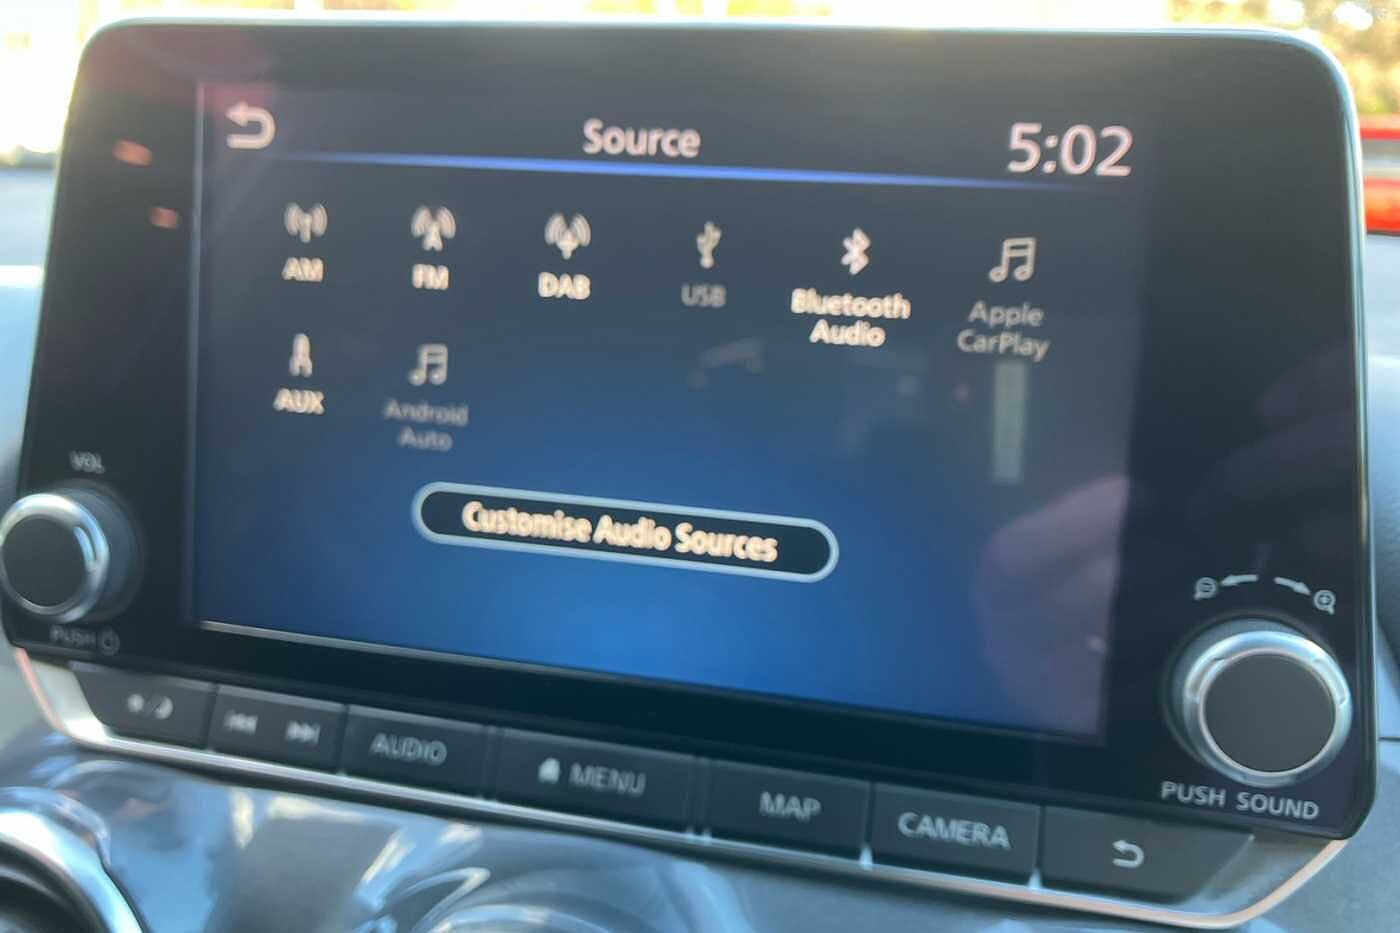 Source
5:02
AM
FM
DAB
USB
Bluetooth
Audio
Apple
CarPlay
AUX
Android
Auto
Customise Audio Sources
VOL
PUSH
AUDIO
MENU
MAP
CAMERA
PUSH SOUND